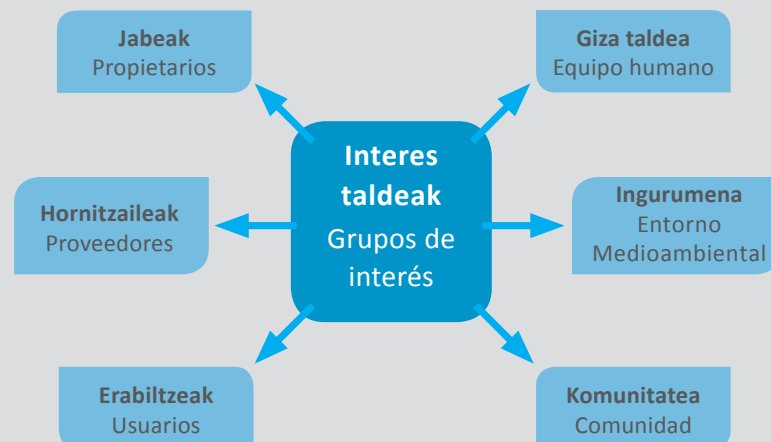 Jabeak
Propietarios
Giza taldea
Equipo humano
Interes
taldeak
Grupos de
interés
Hornitzaileak
Proveedores
Ingurumena
Entorno
Medioambiental
Erabiltzeak
Usuarios
Komunitatea
Comunidad